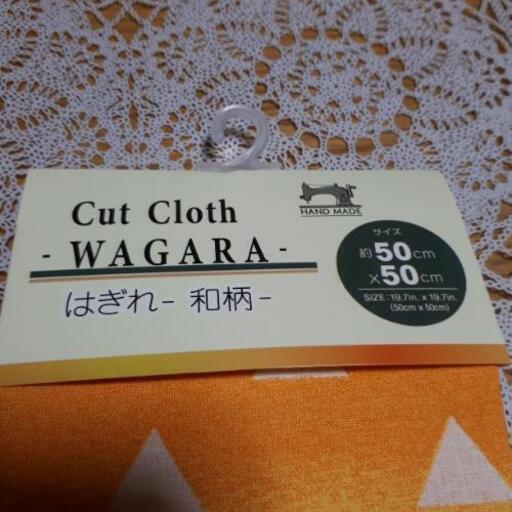 Cut Cloth
- WAGARA -
はぎれ- 和柄-
HAND MADE
サイズ
約50cm
×50cm
SIZE : 19.7in. x 19.7in.
(50cm x 50cm)